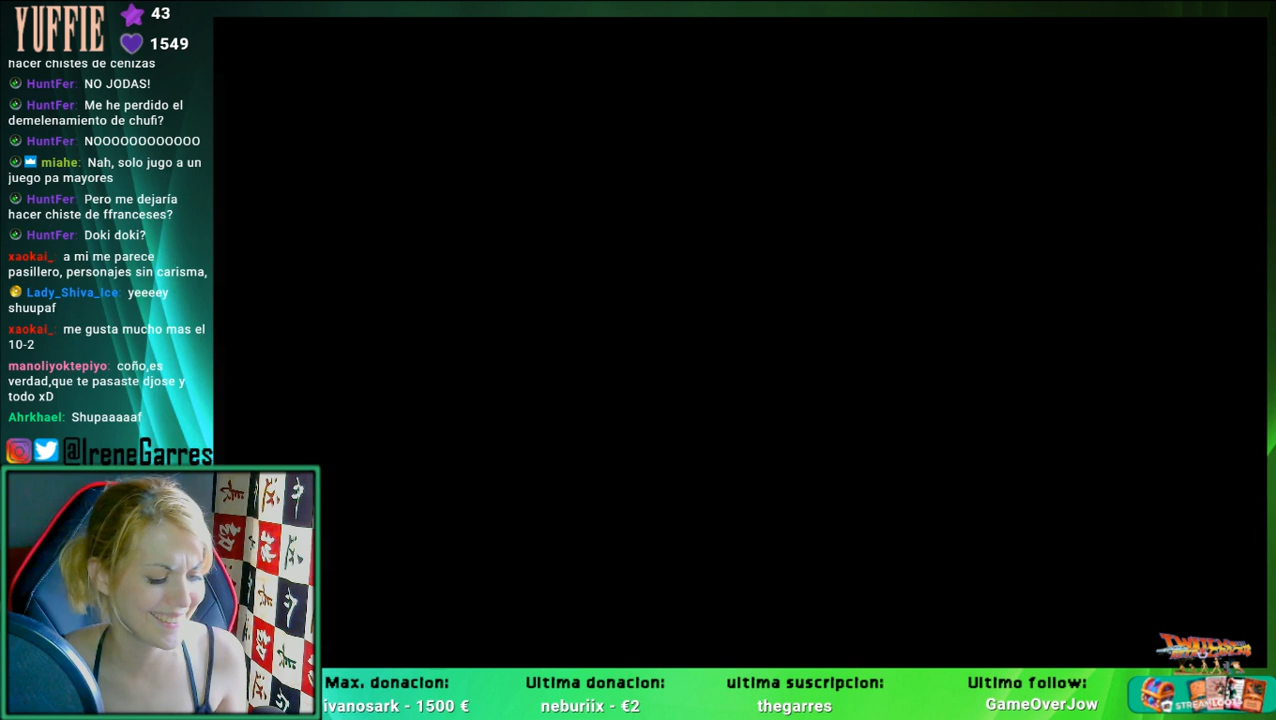 YUFFIE
43
1549
hacer chistes de cenizas
HuntFer: NO JODAS!
HuntFer: Me he perdido el
demelenamiento de chufi?
HuntFer: NOOOOOOOOOOO
miahe: Nah, solo jugo a un
juego pa mayores
HuntFer: Pero me dejaría
hacer chiste de ffranceses?
HuntFer: Doki doki?
xaokai_: a mi me parece
pasillero, personajes sin carisma,
Lady_Shiva_Ice: yeeeey
shuupaf
xaokai_: me gusta mucho mas el
10-2
manoliyoktepiyo: coño,es
verdad,que te pasaste djose y
todo xD
Ahrkhael: Shupaaaaaf
@IreneGarres
Max. donacion:
ivanosark - 1500 €
Ultima donacion:
neburiix - €2
ultima suscripcion:
thegarres
Ultimo follow:
GameOverJow
STREAMLOOTS